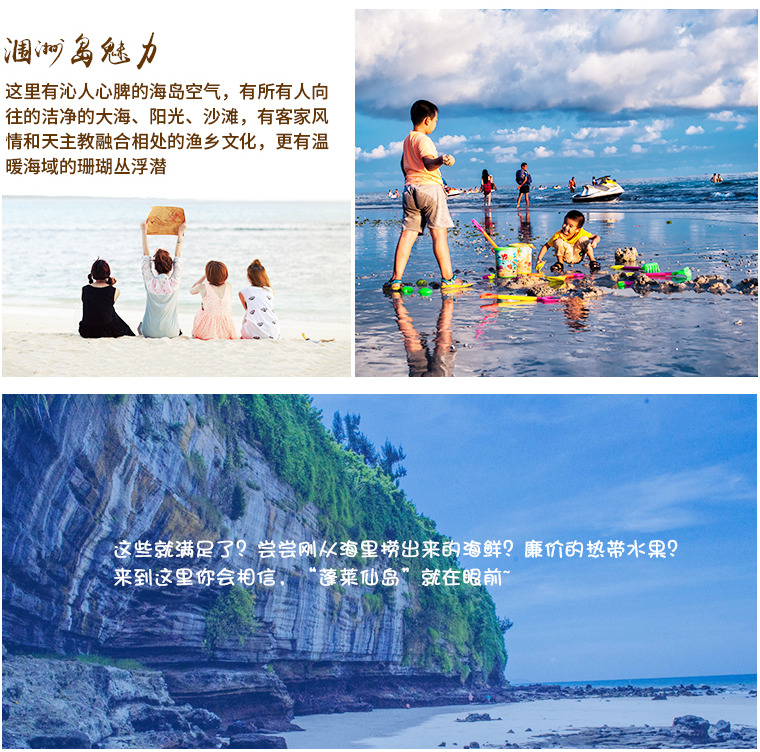 涠洲岛魅力
这里有沁人心脾的海岛空气，有所有人向
往的洁净的大海、阳光、沙滩，有客家风
情和天主教融合相处的渔乡文化，更有温
暖海域的珊瑚丛浮潜
这些就满足了？尝尝刚从海里捞出来的海鲜？廉价的热带水果？
来到这里你会相信，“蓬莱仙岛”就在眼前~